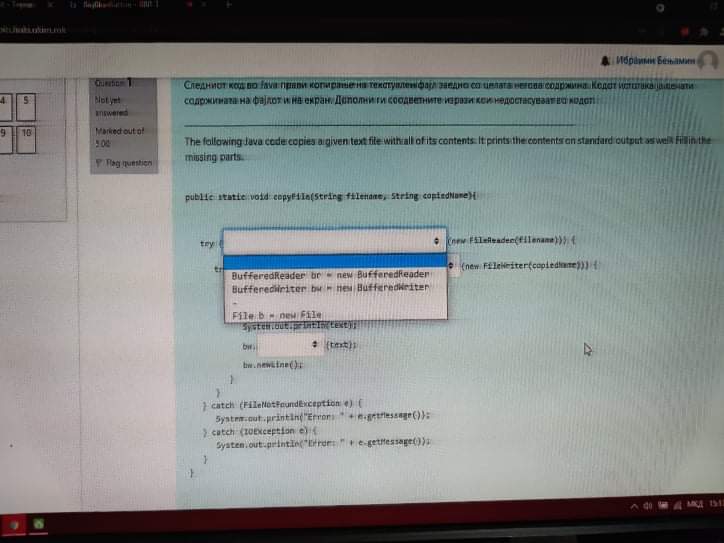 Ибраими Бењамин
Question 1
Not yet
answered
Marked out of
5.00
Flag question
4 5
9 10
Следниот код во Java прави копирање на текстуален фајл заедно со целата негова содржина. Кодот истотака ја печати
содржината на фајлот и на екран. Дополни ги соодветните изрази кои недостасуваат во кодот.
The following Java code copies a given text file with all of its contents. It prints the contents on standard output as well. Fill in the
missing parts.
public static void copyFile(String filename, String copiedName){
try ( (new FileReader(filename))) {
tr (new FileWriter(copiedName))) {
BufferedReader br = new BufferedReader
BufferedWriter bw = new BufferedWriter
-
File b = new File
System.out.println(text);
bw. (text);
bw.newLine();
}
}
} catch (FileNotFoundException e) {
System.out.println("Error: " + e.getMessage());
} catch (IOException e) {
System.out.println("Error: " + e.getMessage());
}
}
МКД